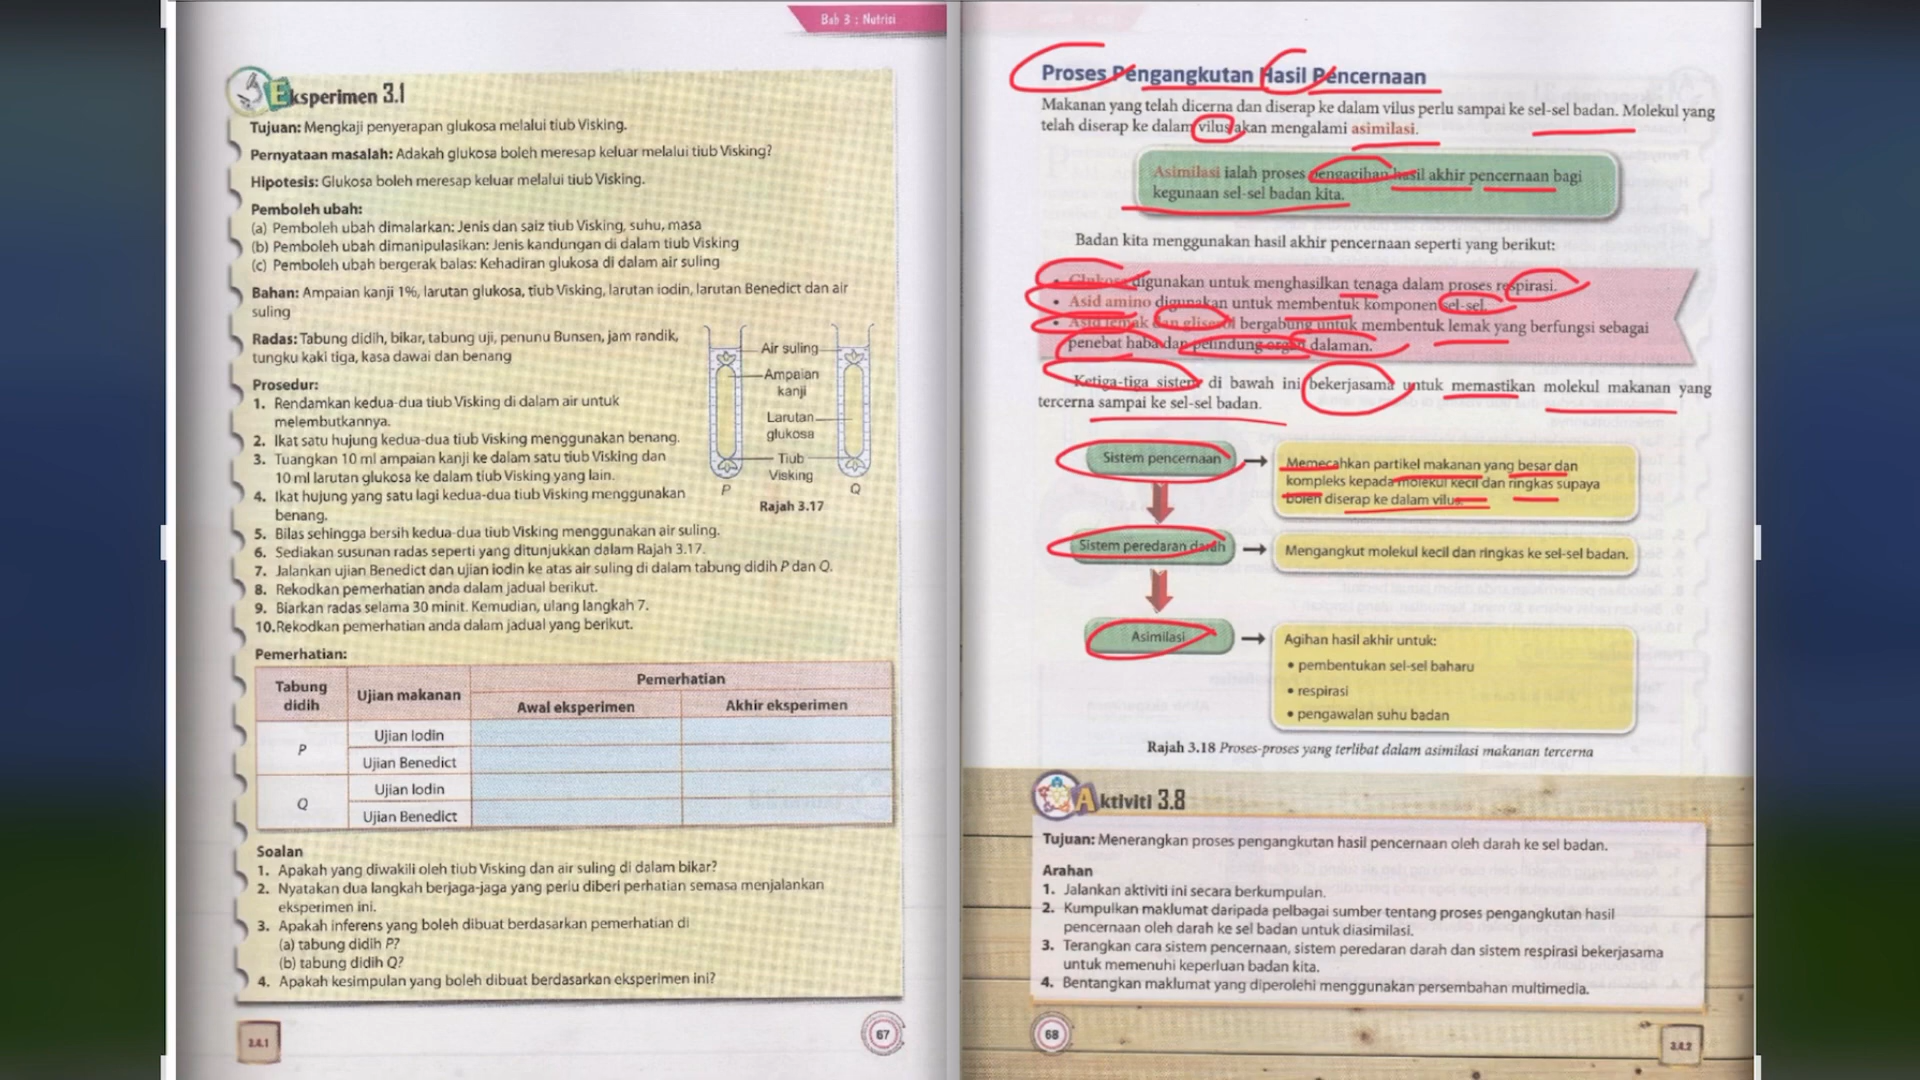 Bab 3 : Nutrisi
Eksperimen 3.1
Tujuan: Mengkaji penyerapan glukosa melalui tiub Visking.
Pernyataan masalah: Adakah glukosa boleh meresap keluar melalui tiub Visking?
Hipotesis: Glukosa boleh meresap keluar melalui tiub Visking.
Pemboleh ubah:
(a) Pemboleh ubah dimalarkan: Jenis dan saiz tiub Visking, suhu, masa
(b) Pemboleh ubah dimanipulasikan: Jenis kandungan di dalam tiub Visking
(c) Pemboleh ubah bergerak balas: Kehadiran glukosa di dalam air suling
Bahan: Ampaian kanji 1%, larutan glukosa, tiub Visking, larutan iodin, larutan Benedict dan air
suling
Radas: Tabung didih, bikar, tabung uji, penunu Bunsen, jam randik,
tungku kaki tiga, kasa dawai dan benang
Prosedur:
1. Rendamkan kedua-dua tiub Visking di dalam air untuk
melembutkannya.
2. Ikat satu hujung kedua-dua tiub Visking menggunakan benang.
3. Tuangkan 10 ml ampaian kanji ke dalam satu tiub Visking dan
10 ml larutan glukosa ke dalam tiub Visking yang lain.
4. Ikat hujung yang satu lagi kedua-dua tiub Visking menggunakan
benang.
5. Bilas sehingga bersih kedua-dua tiub Visking menggunakan air suling.
6. Sediakan susunan radas seperti yang ditunjukkan dalam Rajah 3.17.
7. Jalankan ujian Benedict dan ujian iodin ke atas air suling di dalam tabung didih P dan Q.
8. Rekodkan pemerhatian anda dalam jadual berikut.
9. Biarkan radas selama 30 minit. Kemudian, ulang langkah 7.
10. Rekodkan pemerhatian anda dalam jadual yang berikut.
Air suling
Ampaian
kanji
Larutan
glukosa
Tiub
Visking
P
Q
Rajah 3.17
Pemerhatian:
Tabung
didih
Ujian makanan
Pemerhatian
Awal eksperimen
Akhir eksperimen
P
Ujian Iodin
Ujian Benedict
Q
Ujian Iodin
Ujian Benedict
Soalan
1. Apakah yang diwakili oleh tiub Visking dan air suling di dalam bikar?
2. Nyatakan dua langkah berjaga-jaga yang perlu diberi perhatian semasa menjalankan
eksperimen ini.
3. Apakah inferens yang boleh dibuat berdasarkan pemerhatian di
(a) tabung didih P?
(b) tabung didih Q?
4. Apakah kesimpulan yang boleh dibuat berdasarkan eksperimen ini?
3.4.1
67
Proses Pengangkutan Hasil Pencernaan
Makanan yang telah dicerna dan diserap ke dalam vilus perlu sampai ke sel-sel badan. Molekul yang
telah diserap ke dalam vilus akan mengalami asimilasi.
Asimilasi ialah proses pengagihan hasil akhir pencernaan bagi
kegunaan sel-sel badan kita.
Badan kita menggunakan hasil akhir pencernaan seperti yang berikut:
• Glukosa digunakan untuk menghasilkan tenaga dalam proses respirasi.
• Asid amino digunakan untuk membentuk komponen sel-sel.
• Asid lemak dan gliserol bergabung untuk membentuk lemak yang berfungsi sebagai
penebat haba dan pelindung organ dalaman.
Ketiga-tiga sistem di bawah ini bekerjasama untuk memastikan molekul makanan yang
tercerna sampai ke sel-sel badan.
Sistem pencernaan
Memecahkan partikel makanan yang besar dan
kompleks kepada molekul kecil dan ringkas supaya
boleh diserap ke dalam vilus.
Sistem peredaran darah
Mengangkut molekul kecil dan ringkas ke sel-sel badan.
Asimilasi
Agihan hasil akhir untuk:
• pembentukan sel-sel baharu
• respirasi
• pengawalan suhu badan
Rajah 3.18 Proses-proses yang terlibat dalam asimilasi makanan tercerna
Aktiviti 3.8
Tujuan: Menerangkan proses pengangkutan hasil pencernaan oleh darah ke sel badan.
Arahan
1. Jalankan aktiviti ini secara berkumpulan.
2. Kumpulkan maklumat daripada pelbagai sumber tentang proses pengangkutan hasil
pencernaan oleh darah ke sel badan untuk diasimilasi.
3. Terangkan cara sistem pencernaan, sistem peredaran darah dan sistem respirasi bekerjasama
untuk memenuhi keperluan badan kita.
4. Bentangkan maklumat yang diperolehi menggunakan persembahan multimedia.
68
3.4.2